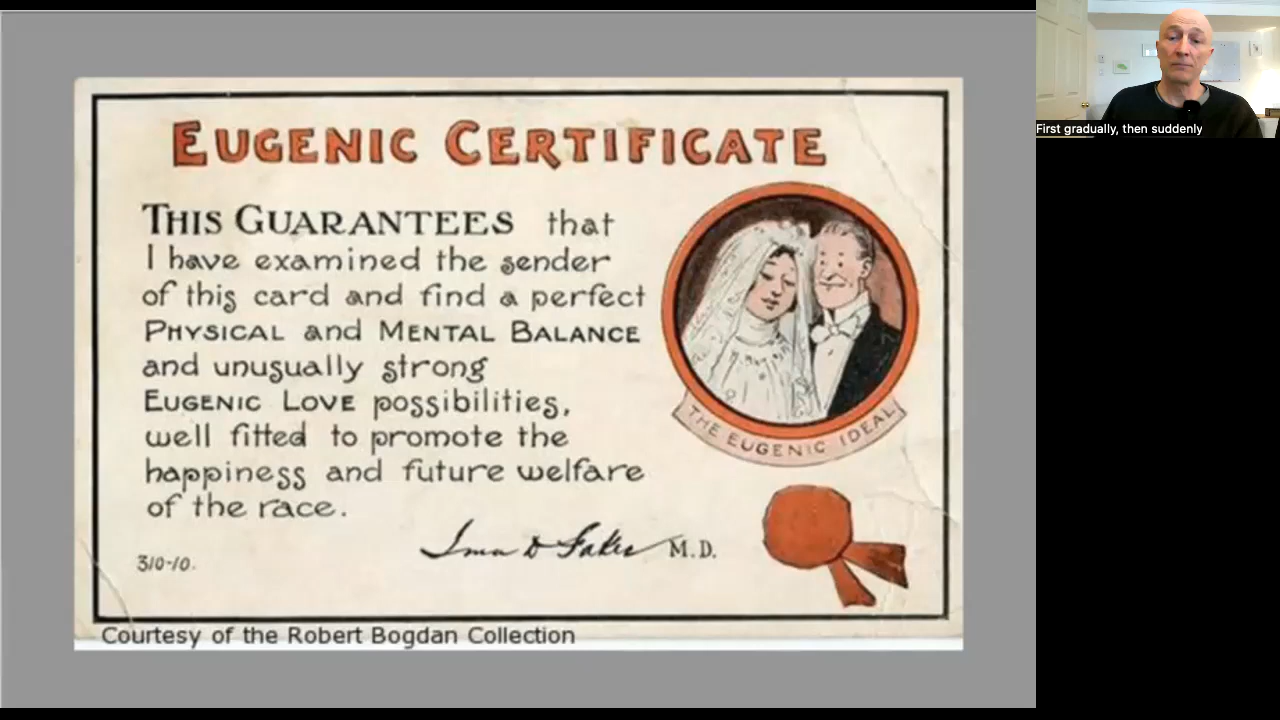 EUGENIC CERTIFICATE
THIS GUARANTEES that
I have examined the sender
of this card and find a perfect
PHYSICAL and MENTAL BALANCE
and unusually strong
EUGENIC LOVE possibilities,
well fitted to promote the
happiness and future welfare
of the race.
THE EUGENIC IDEAL
Ima D Faker M.D.
310-10.
Courtesy of the Robert Bogdan Collection
First gradually, then suddenly